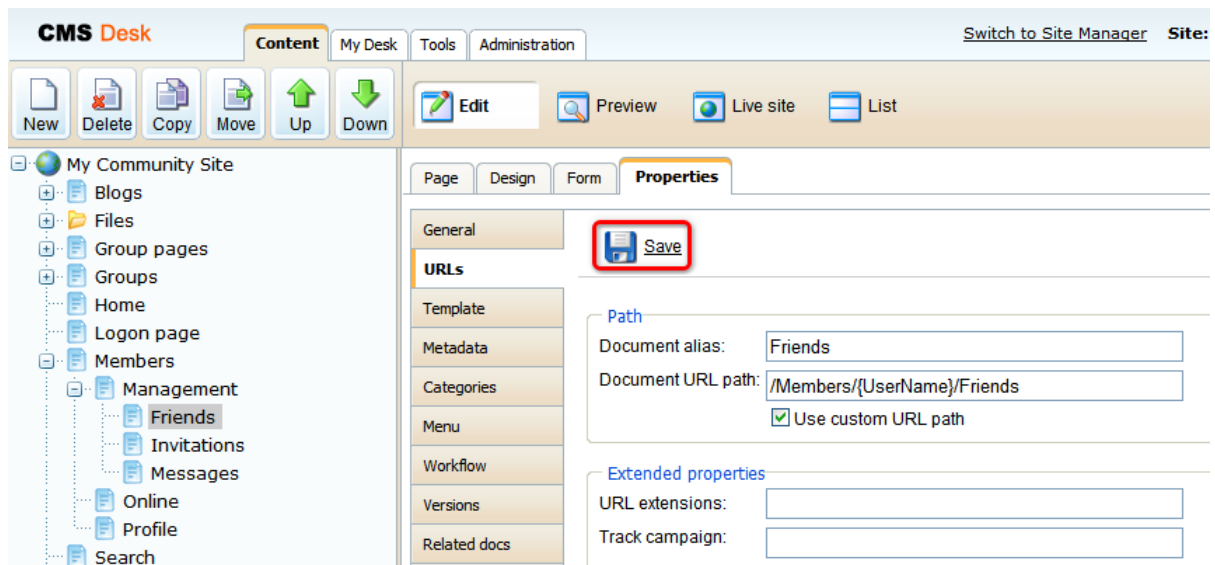 CMS Desk
Content
My Desk
Tools
Administration
Switch to Site Manager
Site:
New
Delete
Copy
Move
Up
Down
Edit
Preview
Live site
List
My Community Site
Blogs
Files
Group pages
Groups
Home
Logon page
Members
Management
Friends
Invitations
Messages
Online
Profile
Search
Page
Design
Form
Properties
General
URLs
Template
Metadata
Categories
Menu
Workflow
Versions
Related docs
Save
Path
Document alias: Friends
Document URL path: /Members/{UserName}/Friends
Use custom URL path
Extended properties
URL extensions:
Track campaign: